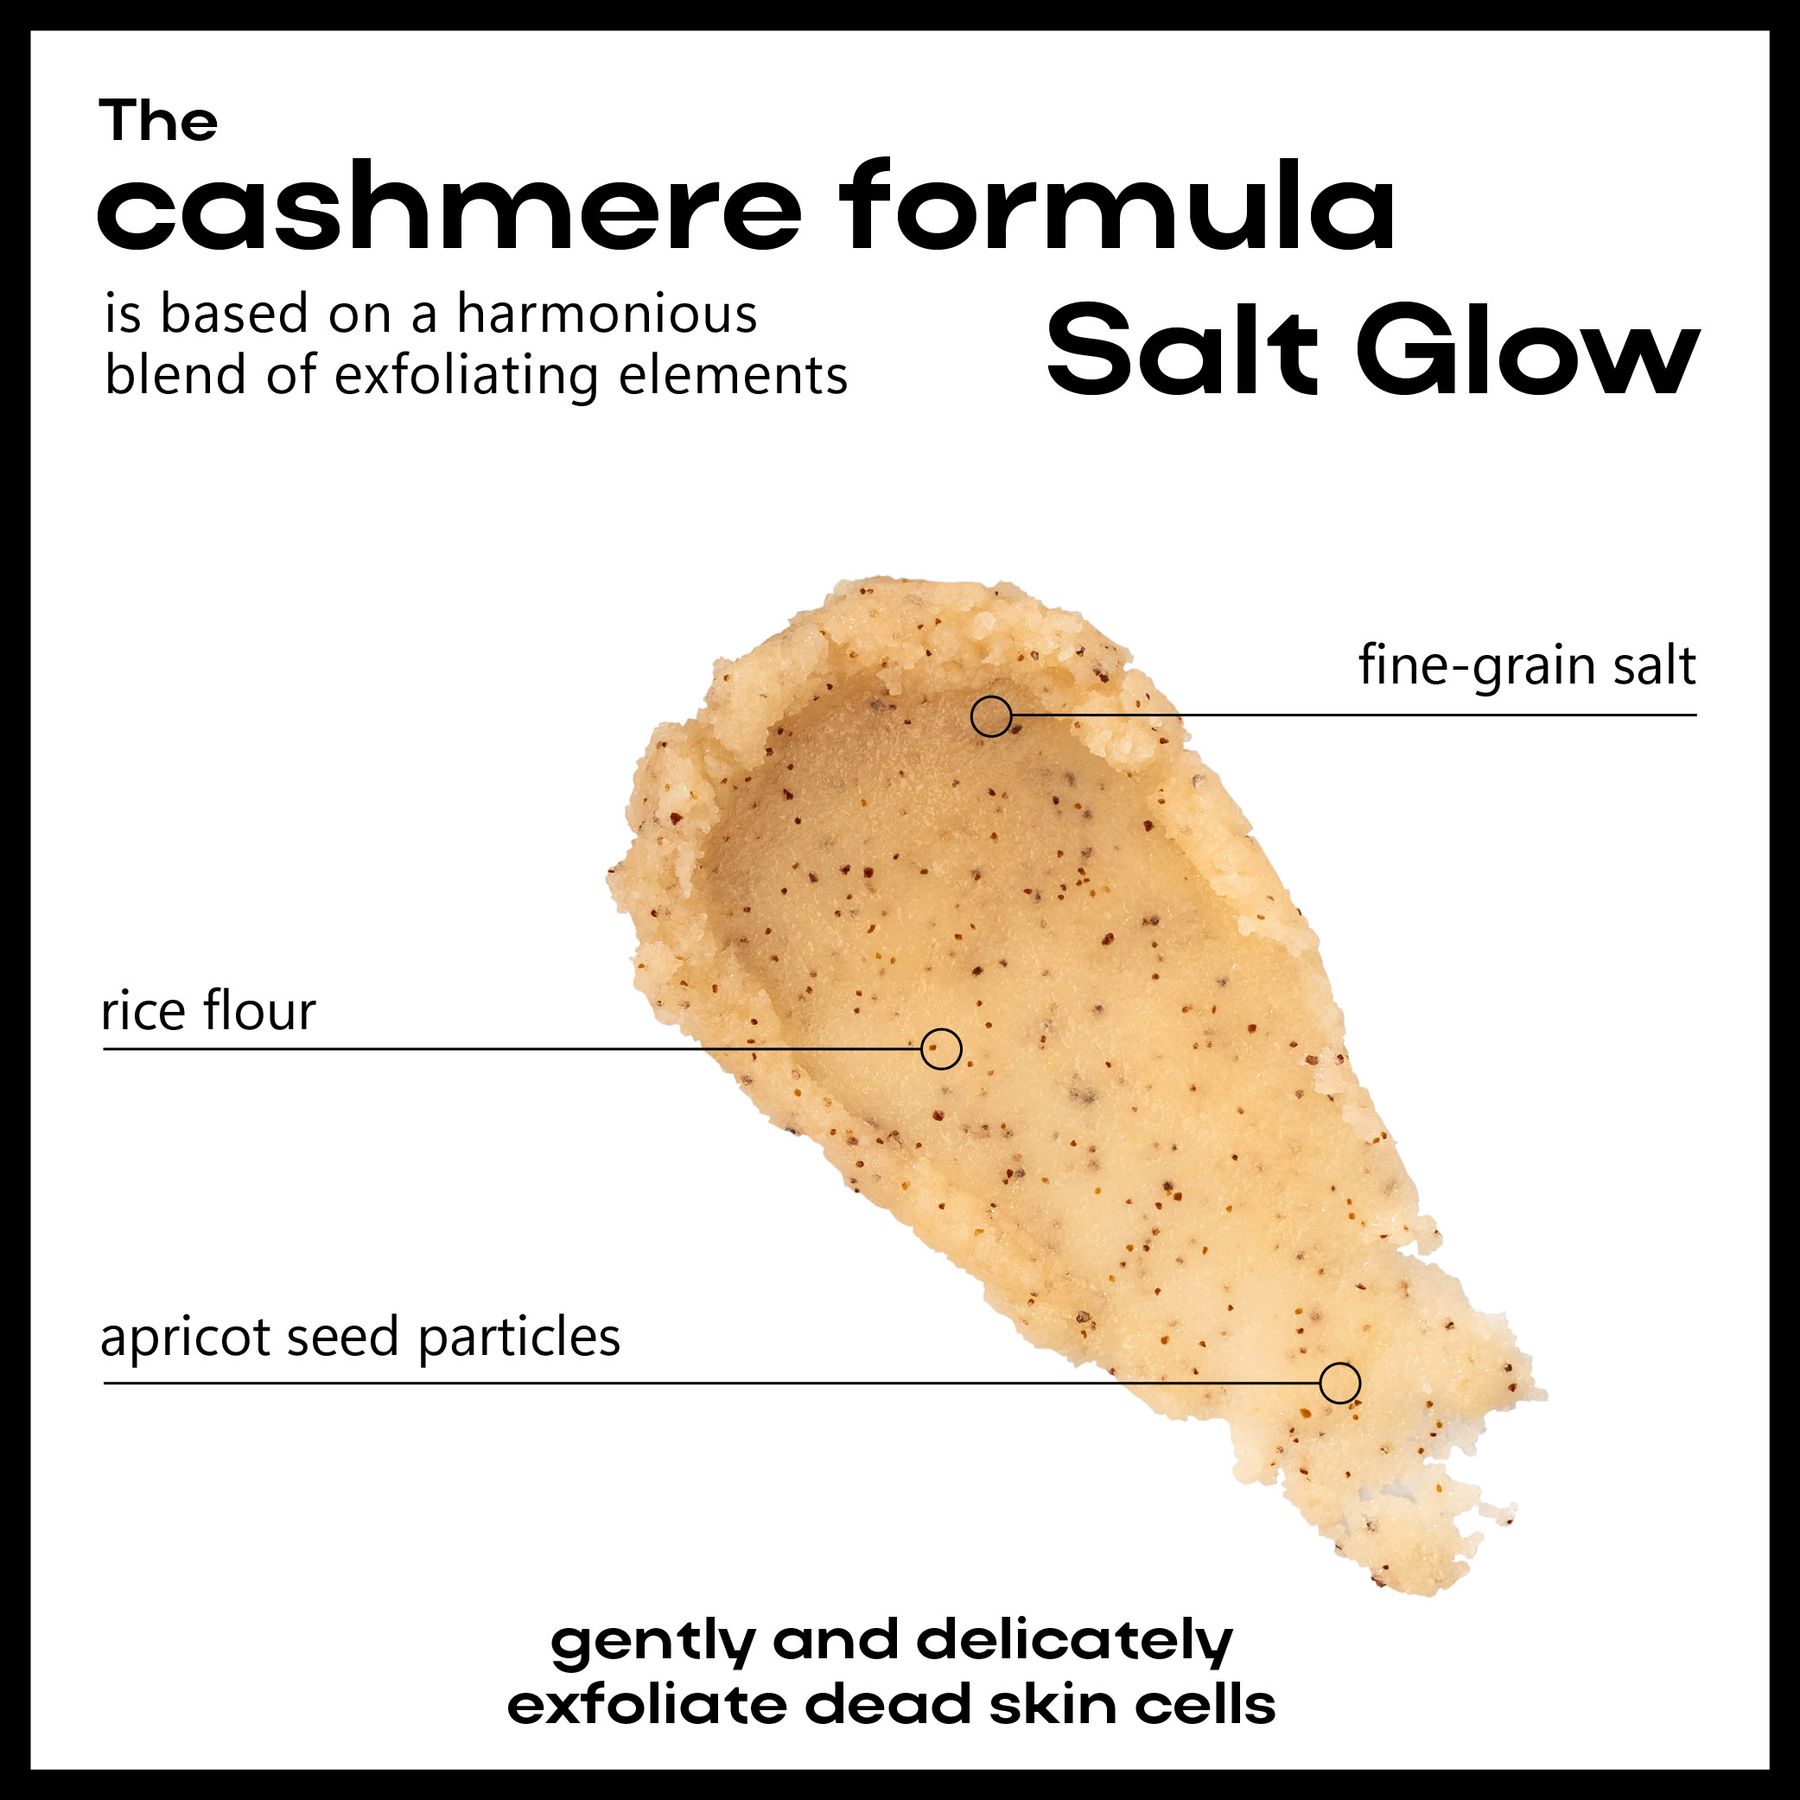 The
cashmere formula
is based on a harmonious
blend of exfoliating elements
Salt Glow
fine-grain salt
rice flour
apricot seed particles
gently and delicately
exfoliate dead skin cells